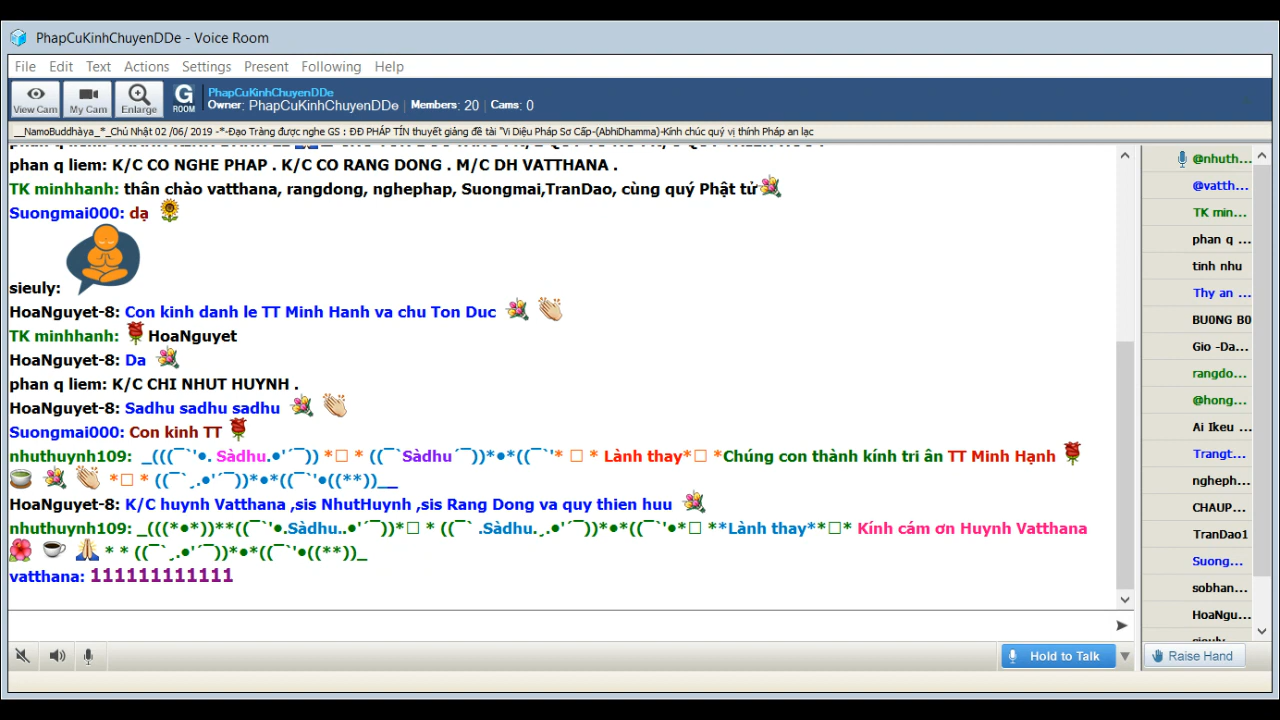 PhapCuKinhChuyenDDe - Voice Room
File Edit Text Actions Settings Present Following Help
View Cam My Cam Enlarge G ROOM PhapCuKinhChuyenDDe
Owner: PhapCuKinhChuyenDDe | Members: 20 | Cams: 0
__NamoBuddhàya_*_Chủ Nhật 02 /06/ 2019 -*-Đạo Tràng được nghe GS : ĐĐ PHÁP TÍN thuyết giảng đề tài "Vi Diệu Pháp Sơ Cấp-(AbhiDhamma)-Kính chúc quý vị thính Pháp an lạc
phan q liem: K/C CO NGHE PHAP . K/C CO RANG DONG . M/C DH VATTHANA .
TK minhhanh: thân chào vatthana, rangdong, nghephap, Suongmai,TranDao, cùng quý Phật tử
Suongmai000: dạ
sieuly:
HoaNguyet-8: Con kinh danh le TT Minh Hanh va chu Ton Duc
TK minhhanh: HoaNguyet
HoaNguyet-8: Da
phan q liem: K/C CHI NHUT HUYNH .
HoaNguyet-8: Sadhu sadhu sadhu
Suongmai000: Con kinh TT
nhuthuynh109: _(((¯`'•. Sàdhu.•'´¯)) *☐ * ((¯`Sàdhu´¯))*•*((¯`'* ☐ * Lành thay*☐ *Chúng con thành kính tri ân TT Minh Hạnh
*☐ * ((¯`¸.•'´¯))*•*((¯`'•((**))__
HoaNguyet-8: K/C huynh Vatthana ,sis NhutHuynh ,sis Rang Dong va quy thien huu
nhuthuynh109: _(((*•*))**((¯`'•.Sàdhu..•'´¯))*☐ * ((¯` .Sàdhu.¸.•'´¯))*•*((¯`'•*☐ **Lành thay**☐* Kính cám ơn Huynh Vatthana
* * ((¯`¸.•'´¯))*•*((¯`'•((**))_
vatthana: 111111111111
Hold to Talk
@nhuth...
@vatth...
TK min...
phan q ...
tinh nhu
Thy an ...
BU0NG B0
Gio -Da...
rangdo...
@hong...
Ai Ikeu ...
Trangt...
ngheph...
CHAUP...
TranDao1
Suong...
sobhan...
HoaNgu...
Raise Hand